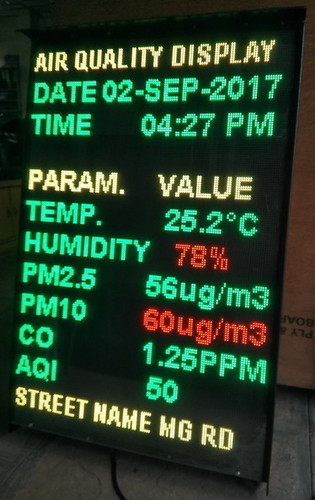 AIR QUALITY DISPLAY
DATE 02-SEP-2017
TIME 04:27 PM
PARAM. VALUE
TEMP. 25.2°C
HUMIDITY 78%
PM2.5 56ug/m3
PM10 60ug/m3
CO 1.25PPM
AQI 50
STREET NAME MG RD